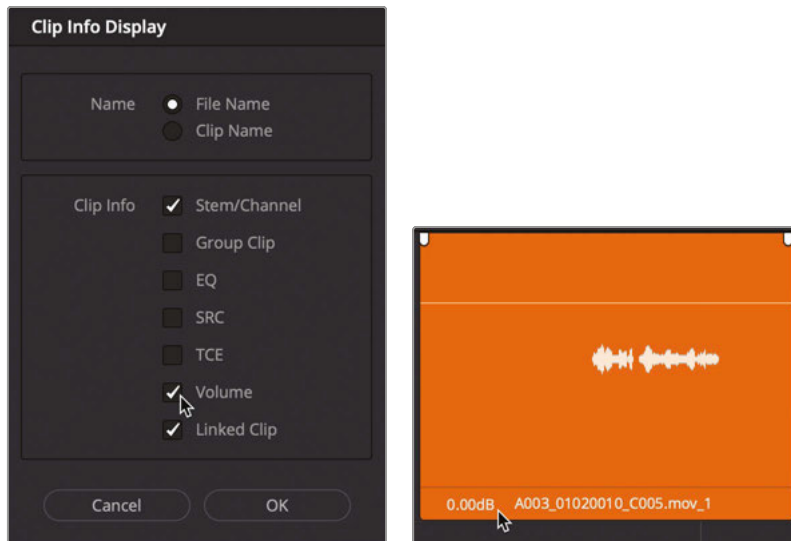 Clip Info Display
Name File Name
Clip Name
Clip Info Stem/Channel
Group Clip
EQ
SRC
TCE
Volume
Linked Clip
Cancel OK
0.00dB A003_01020010_C005.mov_1